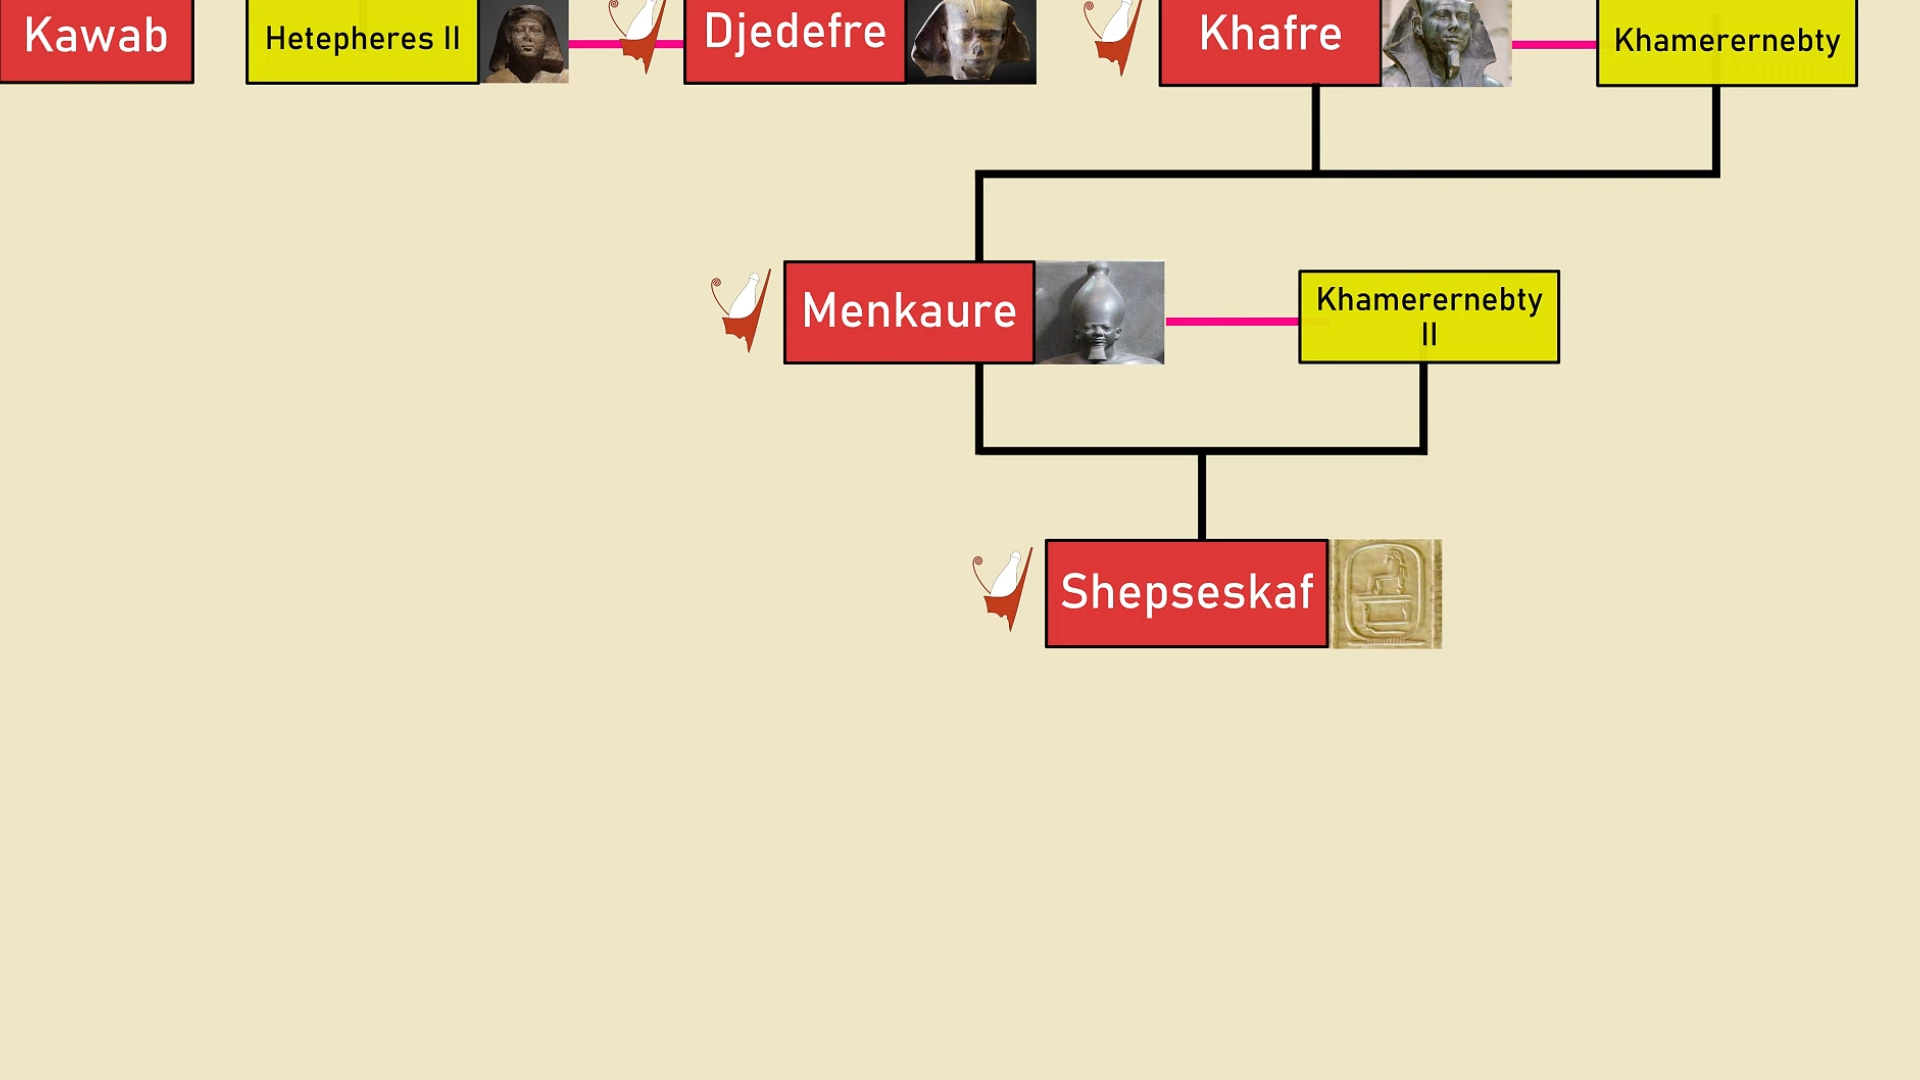 Kawab
Hetepheres II
Djedefre
Khafre
Khamerernebty
Menkaure
Khamerernebty
II
Shepseskaf